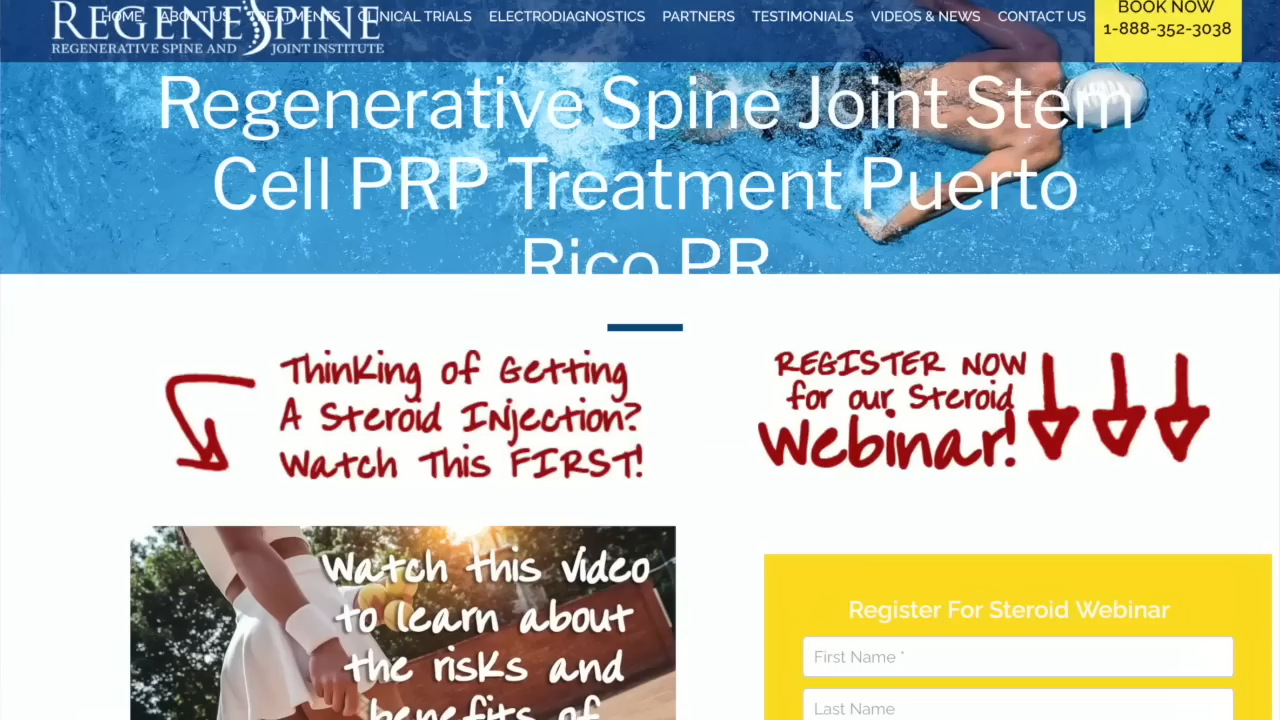 REGENESPINE
REGENERATIVE SPINE AND JOINT INSTITUTE
HOME ABOUT US TREATMENTS CLINICAL TRIALS ELECTRODIAGNOSTICS PARTNERS TESTIMONIALS VIDEOS & NEWS CONTACT US
BOOK NOW
1-888-352-3038
Regenerative Spine Joint Stem
Cell PRP Treatment Puerto
Rico PR
Thinking of Getting
A Steroid Injection?
Watch This FIRST!
REGISTER NOW
for our Steroid
Webinar!
Watch this video
to learn about
the risks and
benefits of
Register For Steroid Webinar
First Name *
Last Name